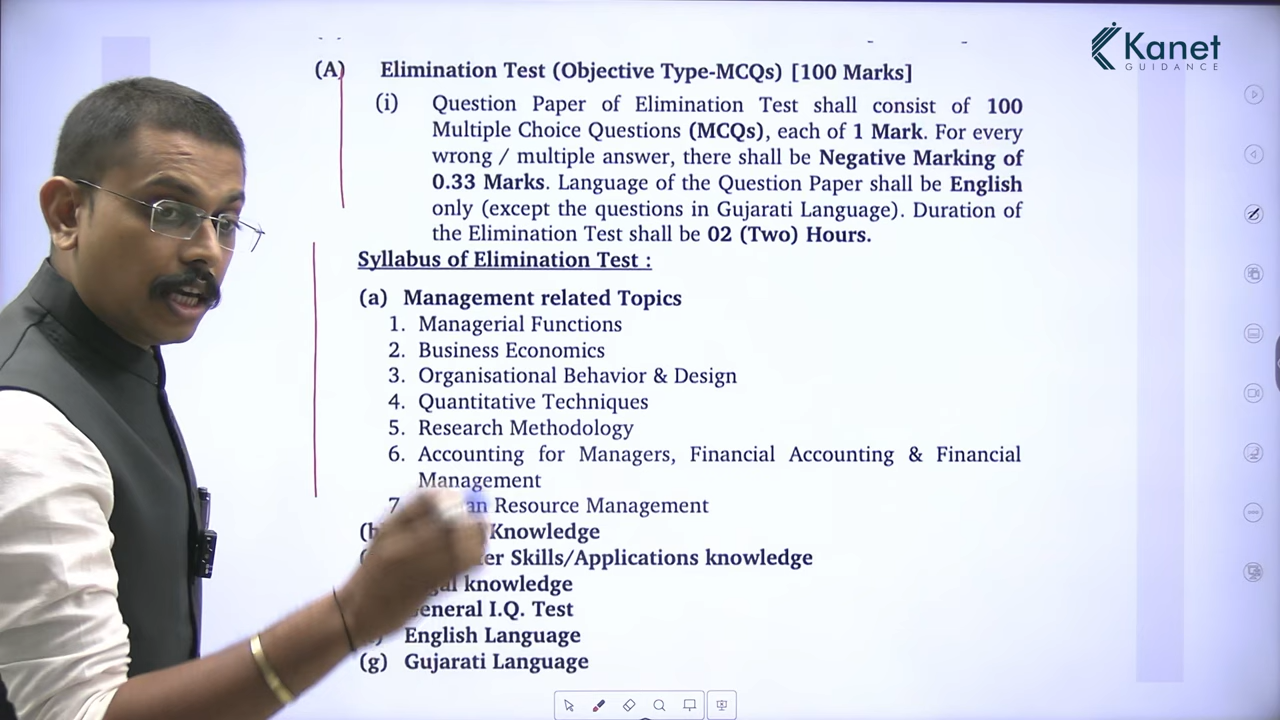 Kanet
GUIDANCE
(A) Elimination Test (Objective Type-MCQs) [100 Marks]
(i) Question Paper of Elimination Test shall consist of 100
Multiple Choice Questions (MCQs), each of 1 Mark. For every
wrong / multiple answer, there shall be Negative Marking of
0.33 Marks. Language of the Question Paper shall be English
only (except the questions in Gujarati Language). Duration of
the Elimination Test shall be 02 (Two) Hours.
Syllabus of Elimination Test :
(a) Management related Topics
1. Managerial Functions
2. Business Economics
3. Organisational Behavior & Design
4. Quantitative Techniques
5. Research Methodology
6. Accounting for Managers, Financial Accounting & Financial
Management
7 Resource Management
Knowledge
Skills/Applications knowledge
knowledge
General I.Q. Test
English Language
(g) Gujarati Language